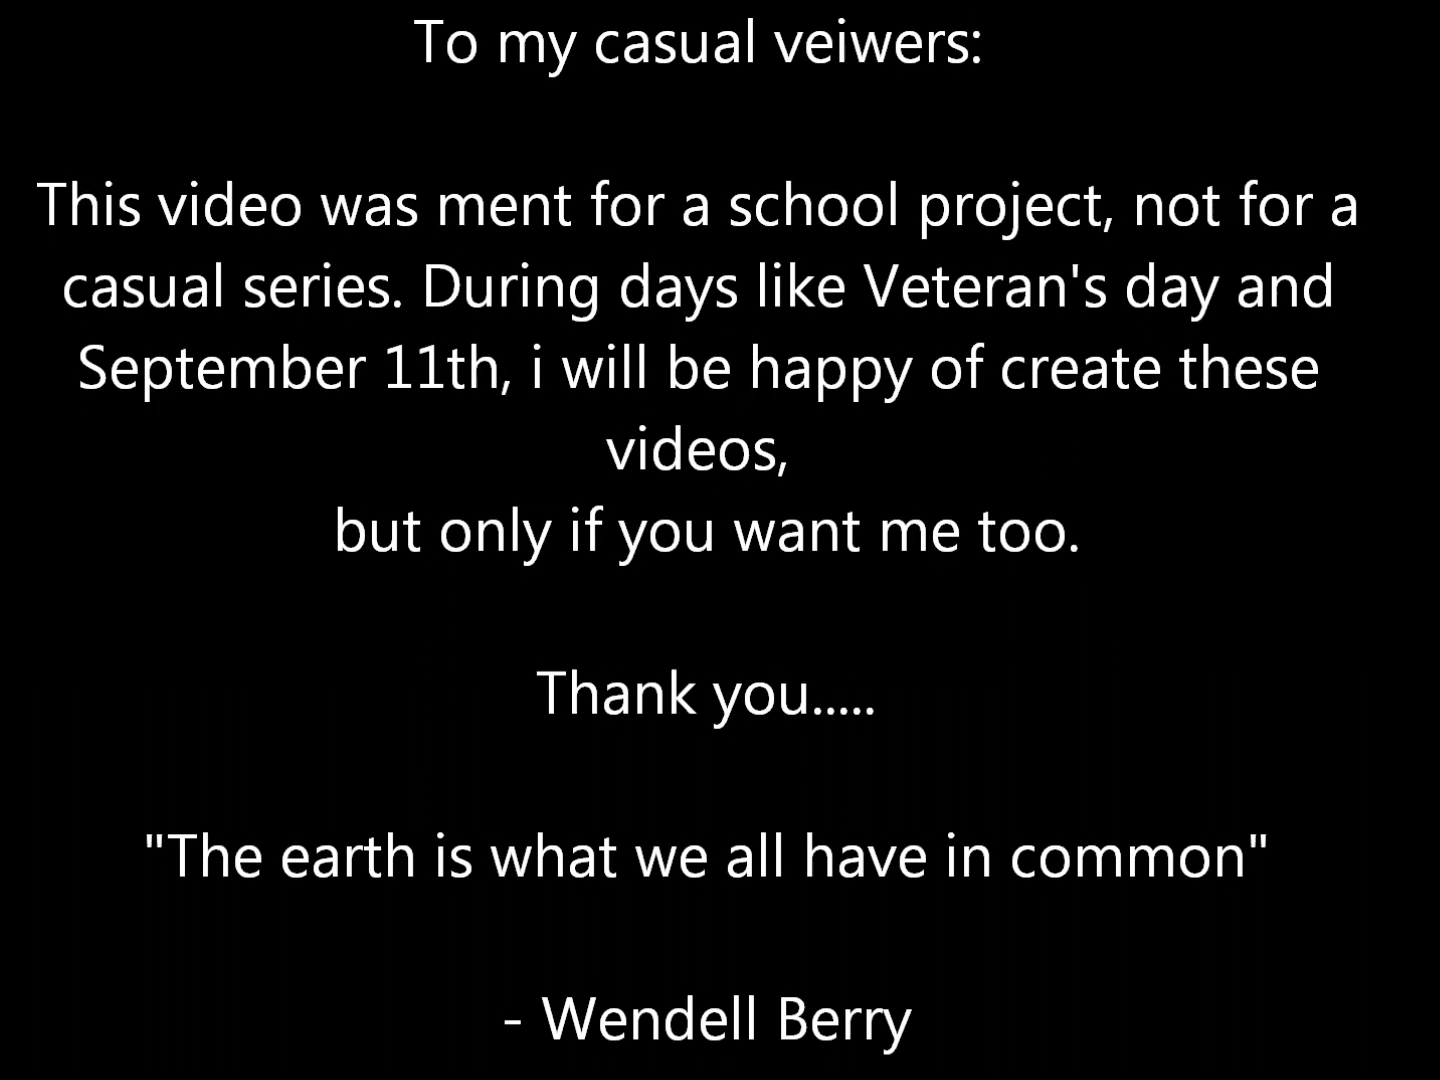 To my casual veiwers:
This video was ment for a school project, not for a
casual series. During days like Veteran's day and
September 11th, i will be happy of create these
videos,
but only if you want me too.
Thank you.....
"The earth is what we all have in common"
- Wendell Berry